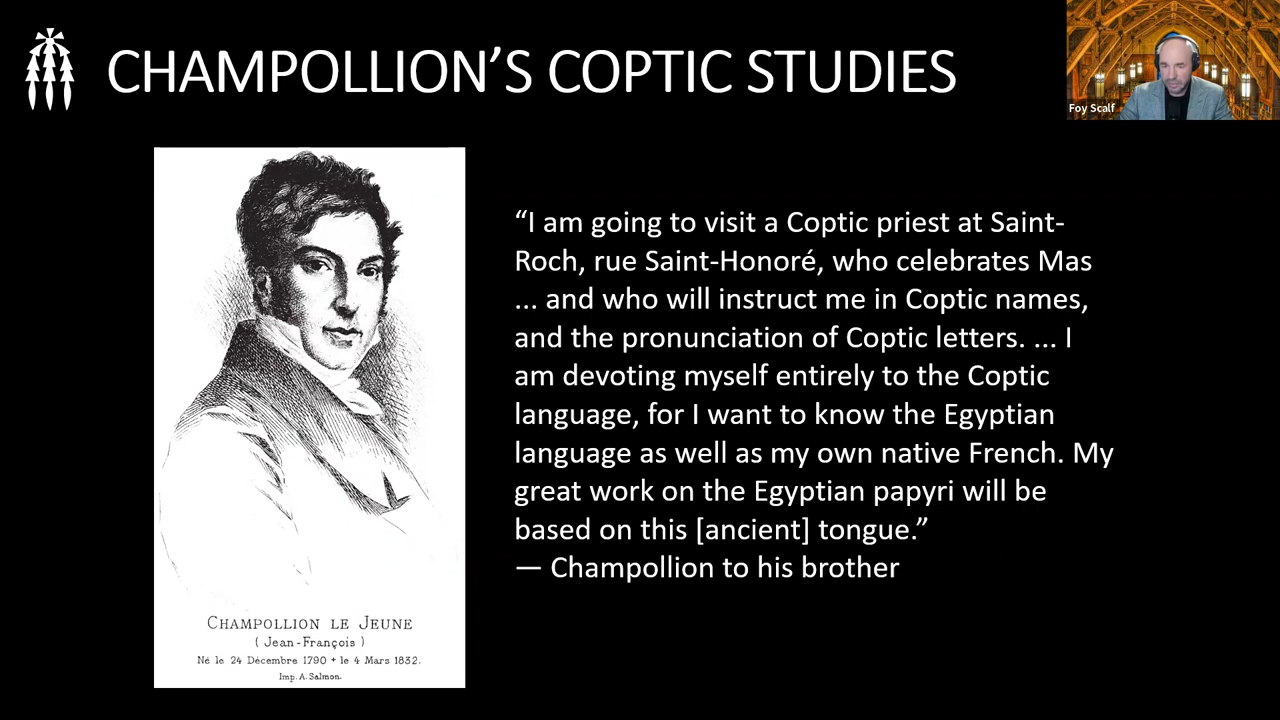 CHAMPOLLION’S COPTIC STUDIES
Foy Scalf
“I am going to visit a Coptic priest at Saint-
Roch, rue Saint-Honoré, who celebrates Mas
... and who will instruct me in Coptic names,
and the pronunciation of Coptic letters. ... I
am devoting myself entirely to the Coptic
language, for I want to know the Egyptian
language as well as my own native French. My
great work on the Egyptian papyri will be
based on this [ancient] tongue.”
— Champollion to his brother
Champollion le Jeune
( Jean-François )
Né le 24 Décembre 1790 + le 4 Mars 1832.
Imp. A. Salmon.